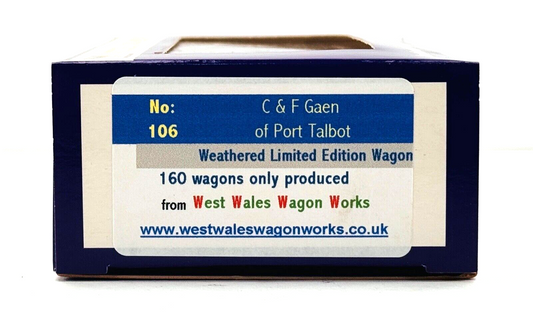 No: C & F Gaen
106 of Port Talbot
Weathered Limited Edition Wagon
160 wagons only produced
from West Wales Wagon Works
www.westwaleswagonworks.co.uk